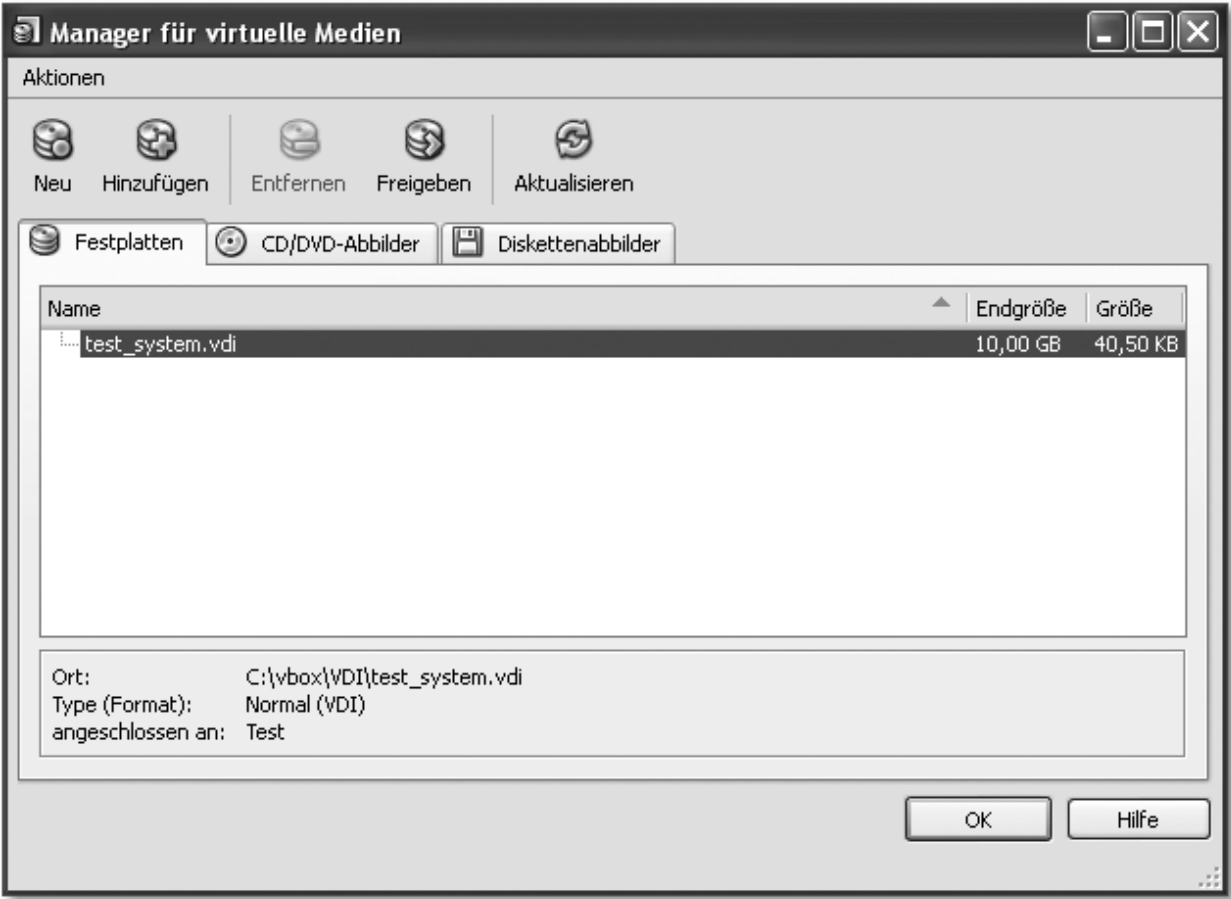 Manager für virtuelle Medien
Aktionen
Neu Hinzufügen Entfernen Freigeben Aktualisieren
Festplatten CD/DVD-Abbilder Diskettenabbilder
Name Endgröße Größe
test_system.vdi 10,00 GB 40,50 KB
Ort: C:\vbox\VDI\test_system.vdi
Type (Format): Normal (VDI)
angeschlossen an: Test
OK Hilfe